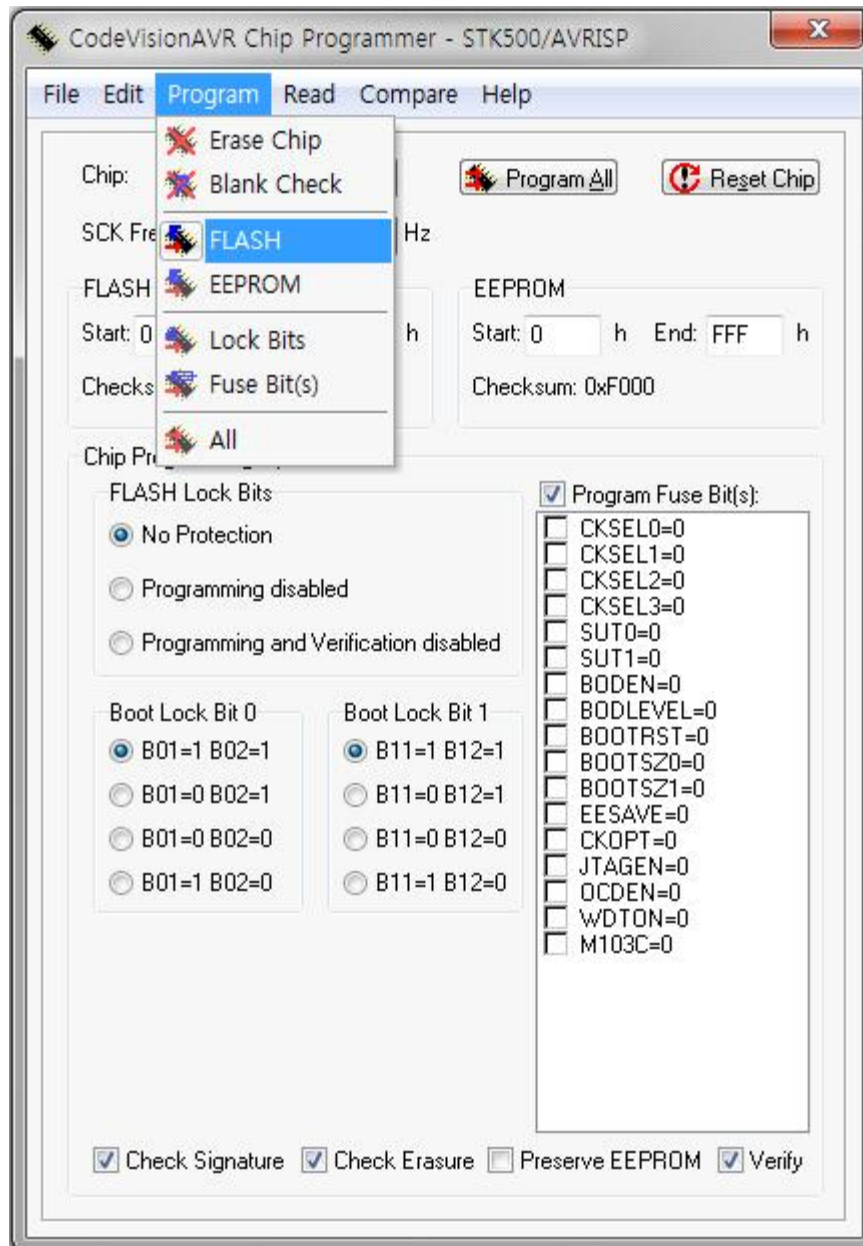 CodeVisionAVR Chip Programmer - STK500/AVRISP
File Edit Program Read Compare Help
Erase Chip
Blank Check
FLASH
EEPROM
Lock Bits
Fuse Bit(s)
All
Chip: Program All Reset Chip
SCK Hz
FLASH
Start: 0 h
EEPROM
Start: 0 h End: FFF h
Checksum: 0xF000
Chip
FLASH Lock Bits
No Protection
Programming disabled
Programming and Verification disabled
Boot Lock Bit 0
B01=1 B02=1
B01=0 B02=1
B01=0 B02=0
B01=1 B02=0
Boot Lock Bit 1
B11=1 B12=1
B11=0 B12=1
B11=0 B12=0
B11=1 B12=0
Program Fuse Bit(s):
CKSEL0=0
CKSEL1=0
CKSEL2=0
CKSEL3=0
SUT0=0
SUT1=0
BODEN=0
BODLEVEL=0
BOOTRST=0
BOOTSZ0=0
BOOTSZ1=0
EESAVE=0
CKOPT=0
JTAGEN=0
OCDEN=0
WDTON=0
M103C=0
Check Signature Check Erasure Preserve EEPROM Verify